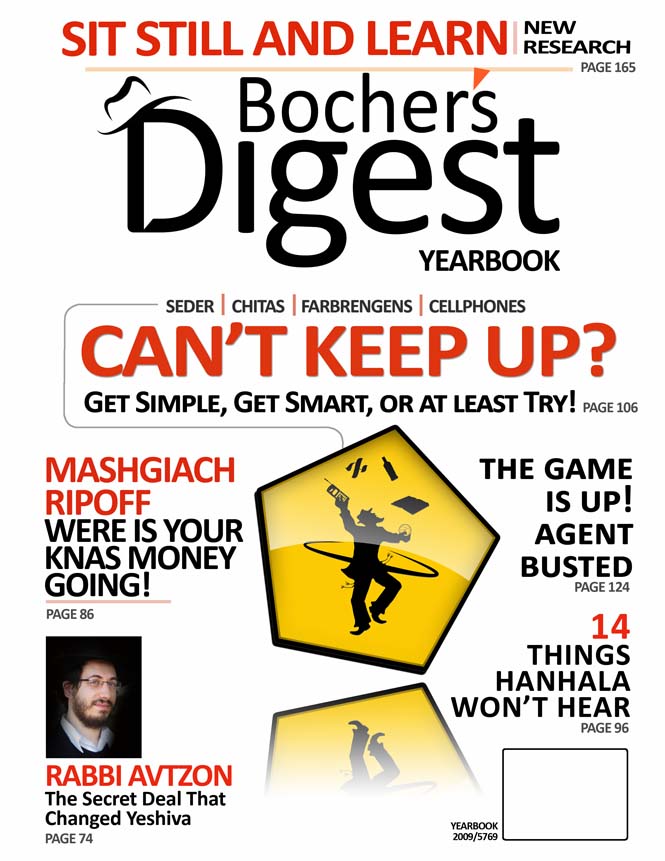 SIT STILL AND LEARN | NEW RESEARCH
PAGE 165
Bocher's
Digest
YEARBOOK
SEDER | CHITAS | FARBRENGENS | CELLPHONES
CAN'T KEEP UP?
GET SIMPLE, GET SMART, OR AT LEAST TRY! PAGE 106
MASHGIACH
RIPOFF
WERE IS YOUR
KNAS MONEY
GOING!
PAGE 86
THE GAME
IS UP!
AGENT
BUSTED
PAGE 124
14
THINGS
HANHALA
WON'T HEAR
PAGE 96
RABBI AVTZON
The Secret Deal That
Changed Yeshiva
PAGE 74
YEARBOOK
2009/5769